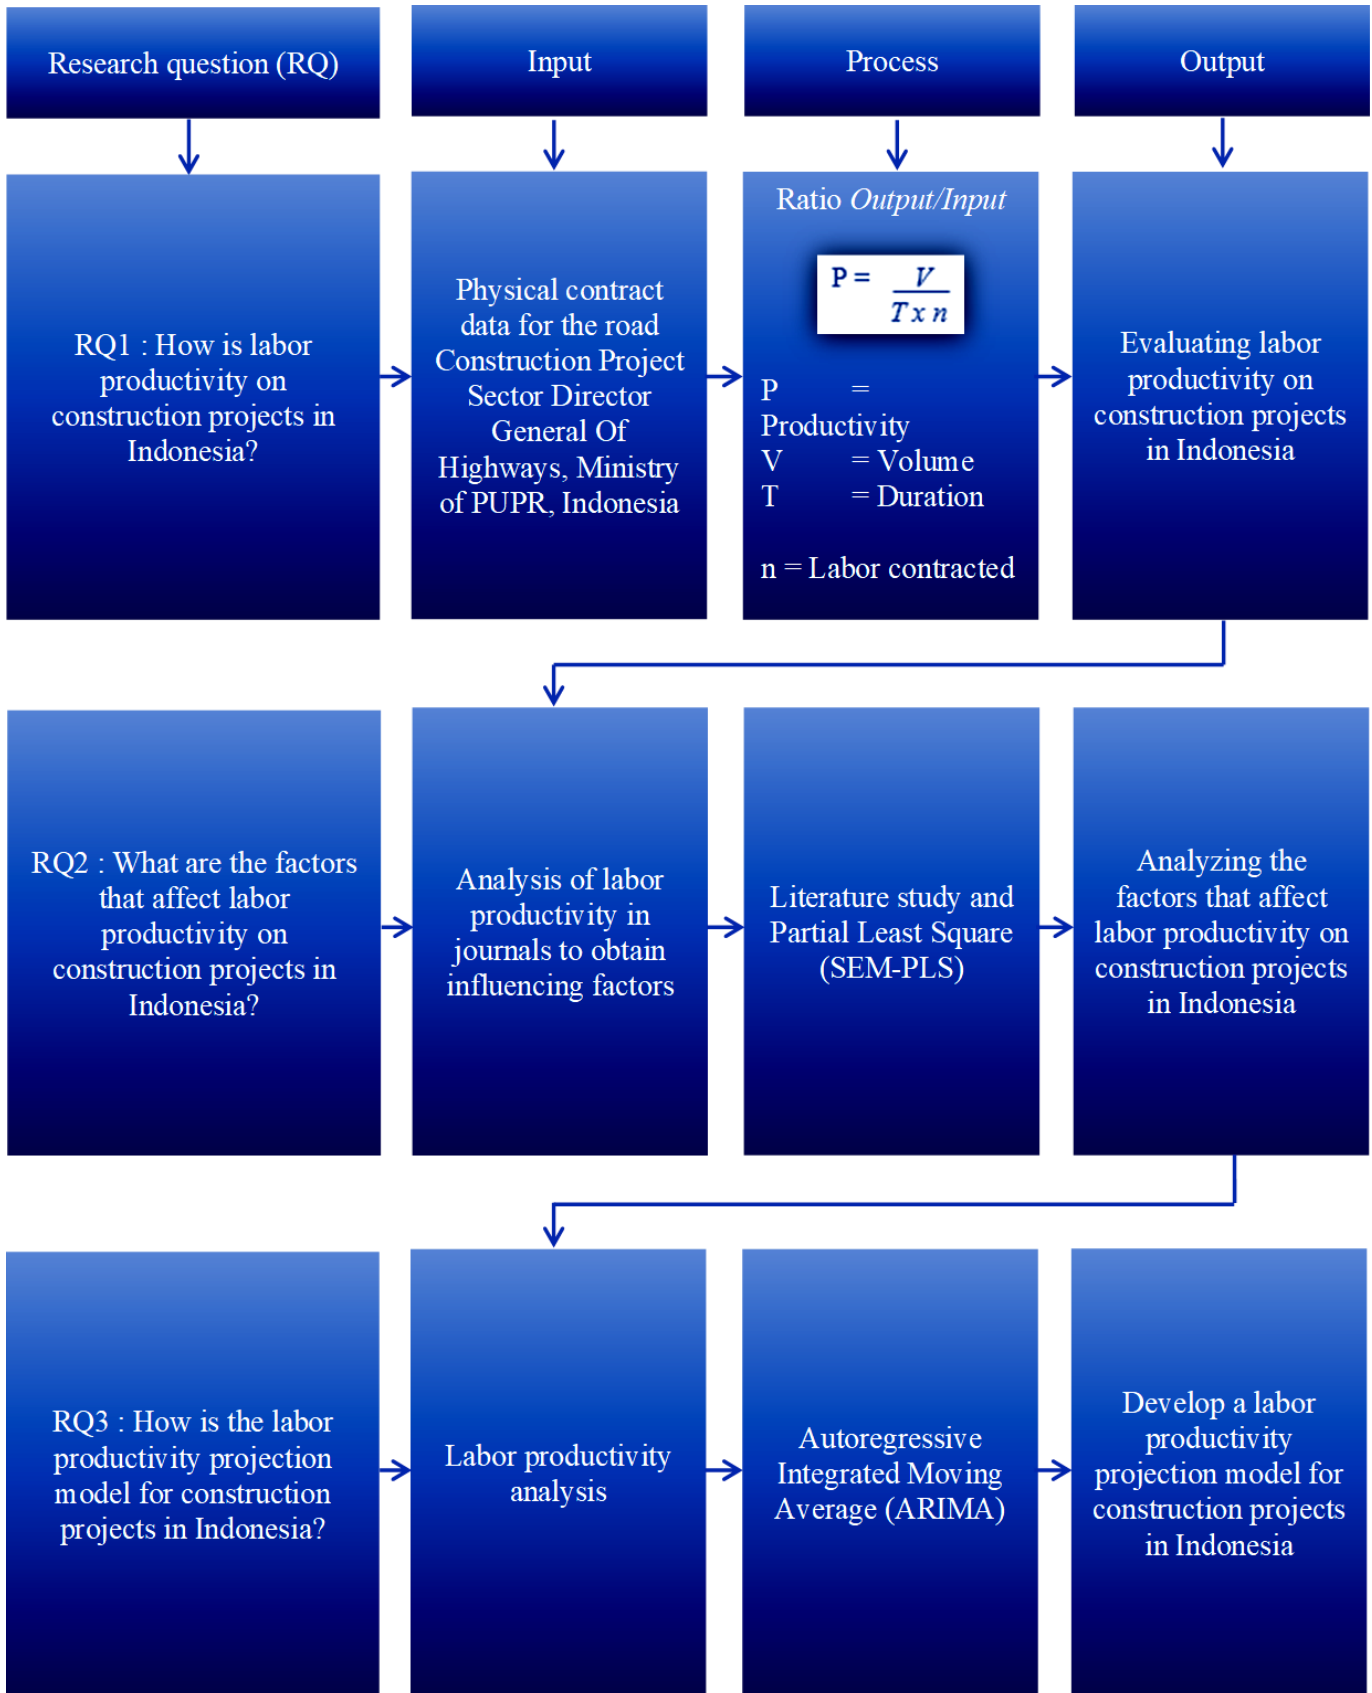 Research question (RQ)
Input
Process
Output
RQ1 : How is labor
productivity on
construction projects in
Indonesia?
Physical contract
data for the road
Construction Project
Sector Director
General Of
Highways, Ministry
of PUPR, Indonesia
Ratio Output/Input
P = V
T x n
P =
Productivity
V = Volume
T = Duration
n = Labor contracted
Evaluating labor
productivity on
construction projects
in Indonesia
RQ2 : What are the factors
that affect labor
productivity on
construction projects in
Indonesia?
Analysis of labor
productivity in
journals to obtain
influencing factors
Literature study and
Partial Least Square
(SEM-PLS)
Analyzing the
factors that affect
labor productivity on
construction projects
in Indonesia
RQ3 : How is the labor
productivity projection
model for construction
projects in Indonesia?
Labor productivity
analysis
Autoregressive
Integrated Moving
Average (ARIMA)
Develop a labor
productivity
projection model for
construction projects
in Indonesia